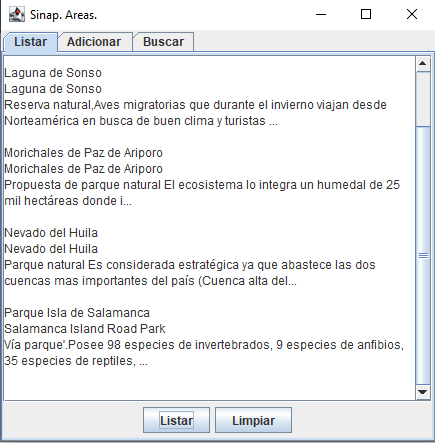 Sinap. Areas.
Listar Adicionar Buscar
Laguna de Sonso
Laguna de Sonso
Reserva natural,Aves migratorias que durante el invierno viajan desde
Norteamérica en busca de buen clima y turistas ...
Morichales de Paz de Ariporo
Morichales de Paz de Ariporo
Propuesta de parque natural El ecosistema lo integra un humedal de 25
mil hectáreas donde i...
Nevado del Huila
Nevado del Huila
Parque natural Es considerada estratégica ya que abastece las dos
cuencas mas importantes del país (Cuenca alta del...
Parque Isla de Salamanca
Salamanca Island Road Park
Vía parque'.Posee 98 especies de invertebrados, 9 especies de anfibios,
35 especies de reptiles, ...
Listar Limpiar